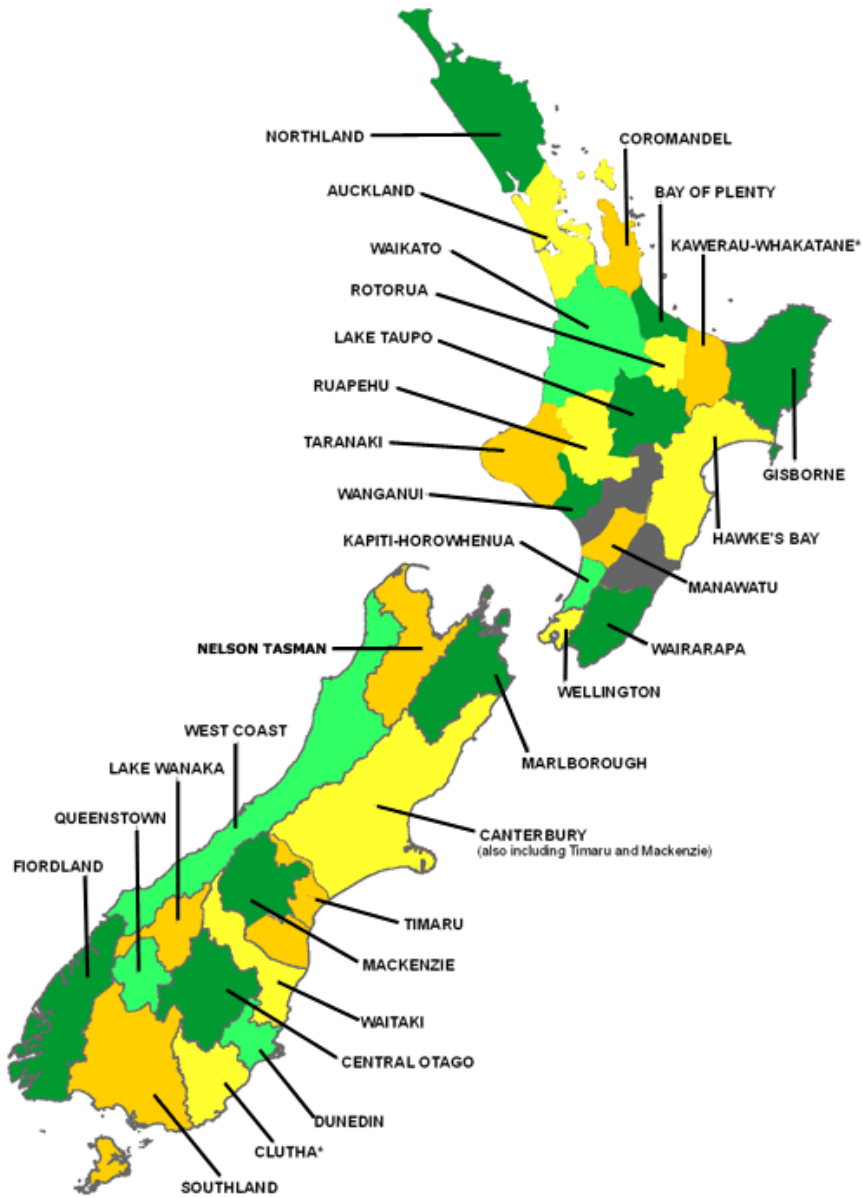 NORTHLAND
COROMANDEL
AUCKLAND
BAY OF PLENTY
WAIKATO
KAWERAU-WHAKATANE*
ROTORUA
LAKE TAUPO
RUAPEHU
TARANAKI
GISBORNE
WANGANUI
HAWKE'S BAY
KAPITI-HOROWHENUA
MANAWATU
NELSON TASMAN
WAIRARAPA
WELLINGTON
WEST COAST
MARLBOROUGH
LAKE WANAKA
QUEENSTOWN
CANTERBURY
(also including Timaru and Mackenzie)
FIORDLAND
TIMARU
MACKENZIE
WAITAKI
CENTRAL OTAGO
DUNEDIN
CLUTHA*
SOUTHLAND